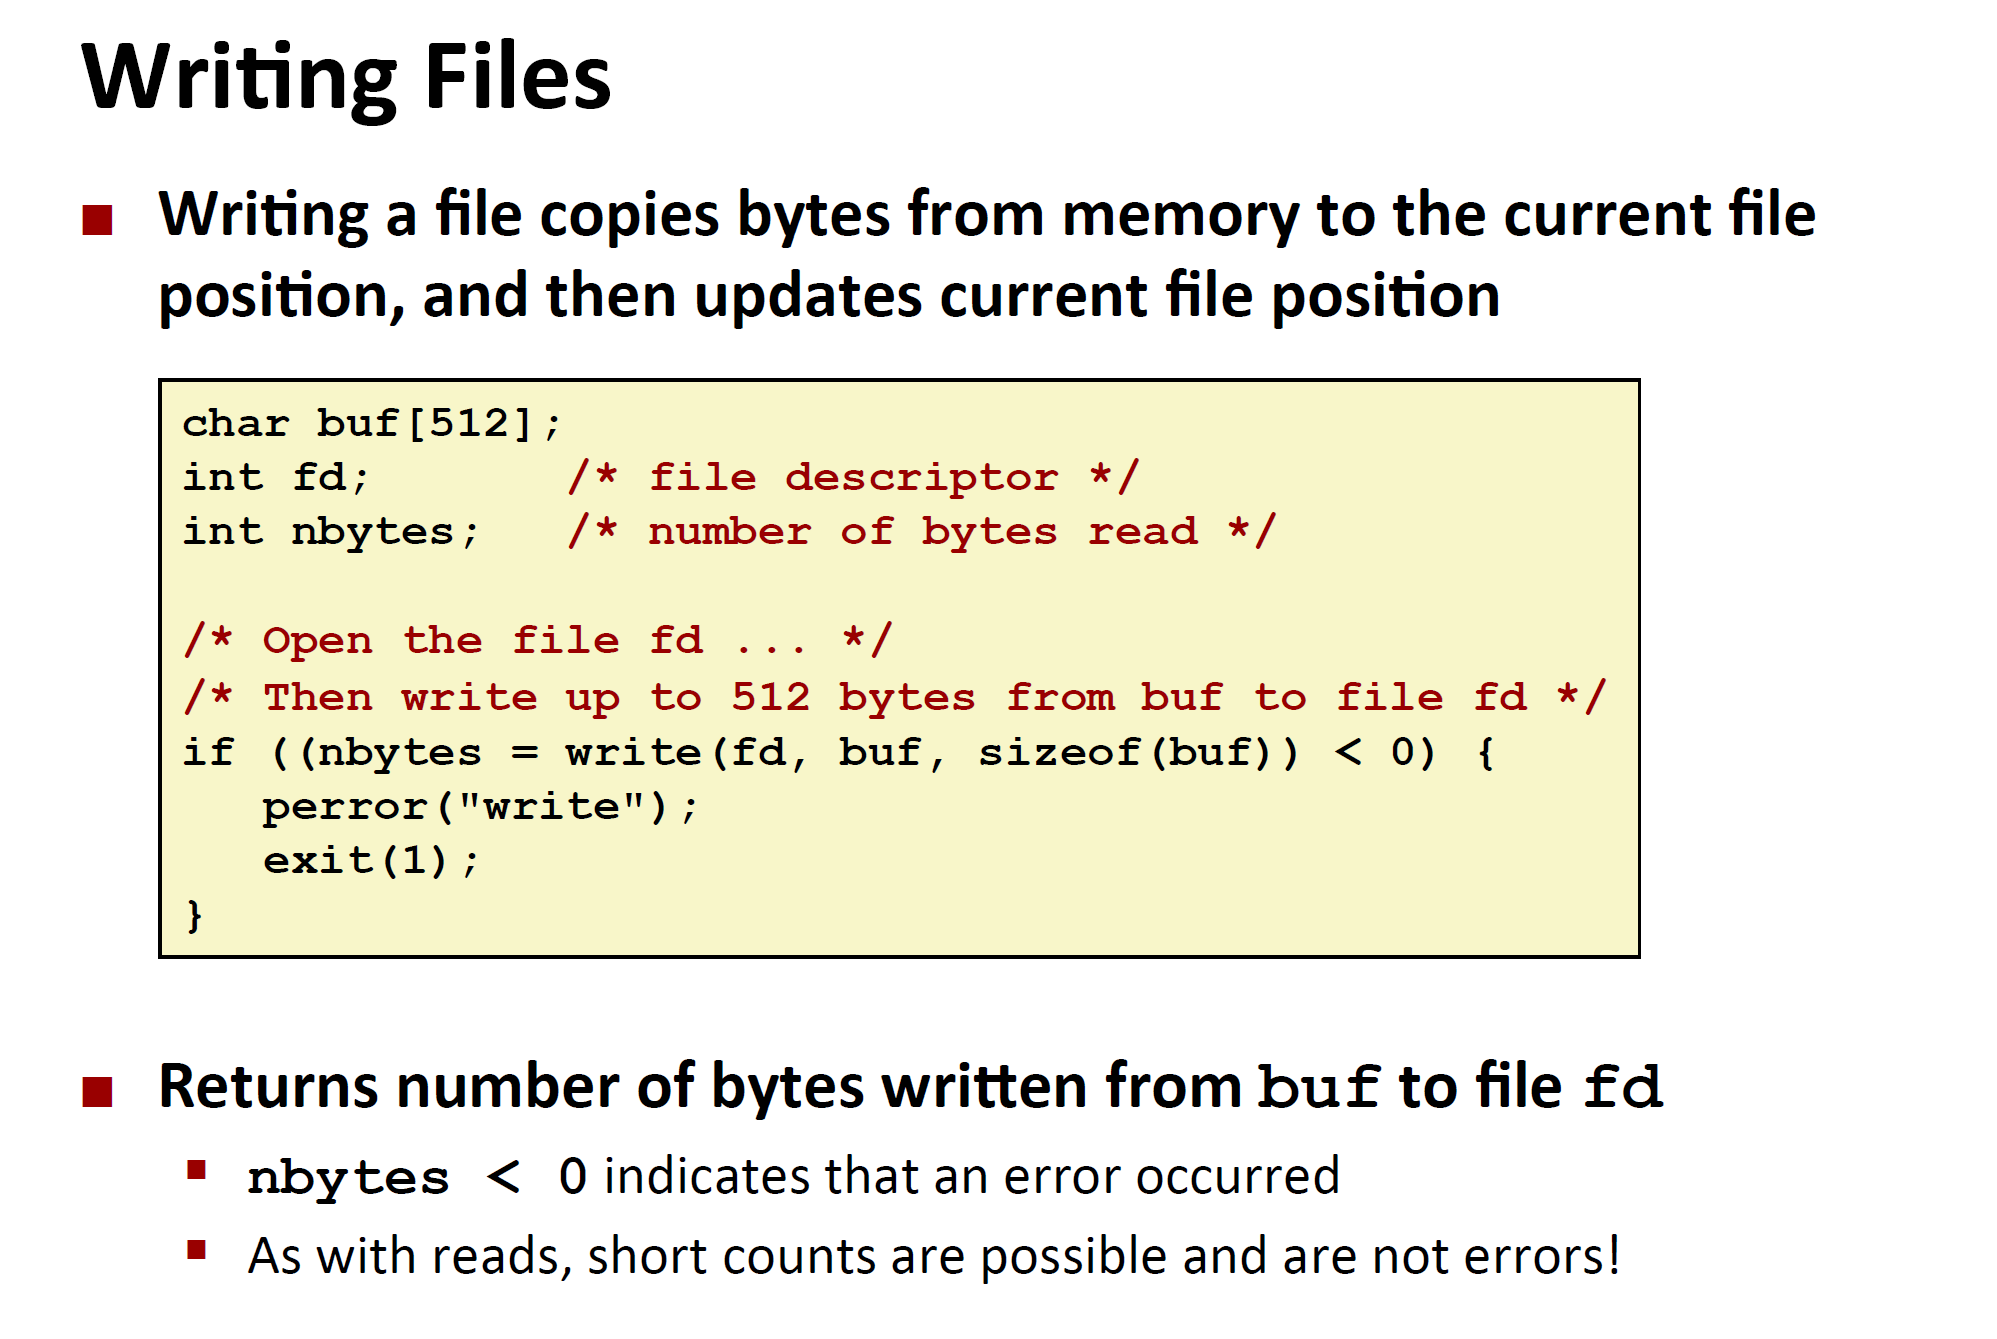 Writing Files
■ Writing a file copies bytes from memory to the current file
position, and then updates current file position
char buf[512];
int fd;       /* file descriptor */
int nbytes;   /* number of bytes read */
/* Open the file fd ... */
/* Then write up to 512 bytes from buf to file fd */
if ((nbytes = write(fd, buf, sizeof(buf)) < 0) {
   perror("write");
   exit(1);
}
■ Returns number of bytes written from buf to file fd
▪ nbytes < 0 indicates that an error occurred
▪ As with reads, short counts are possible and are not errors!